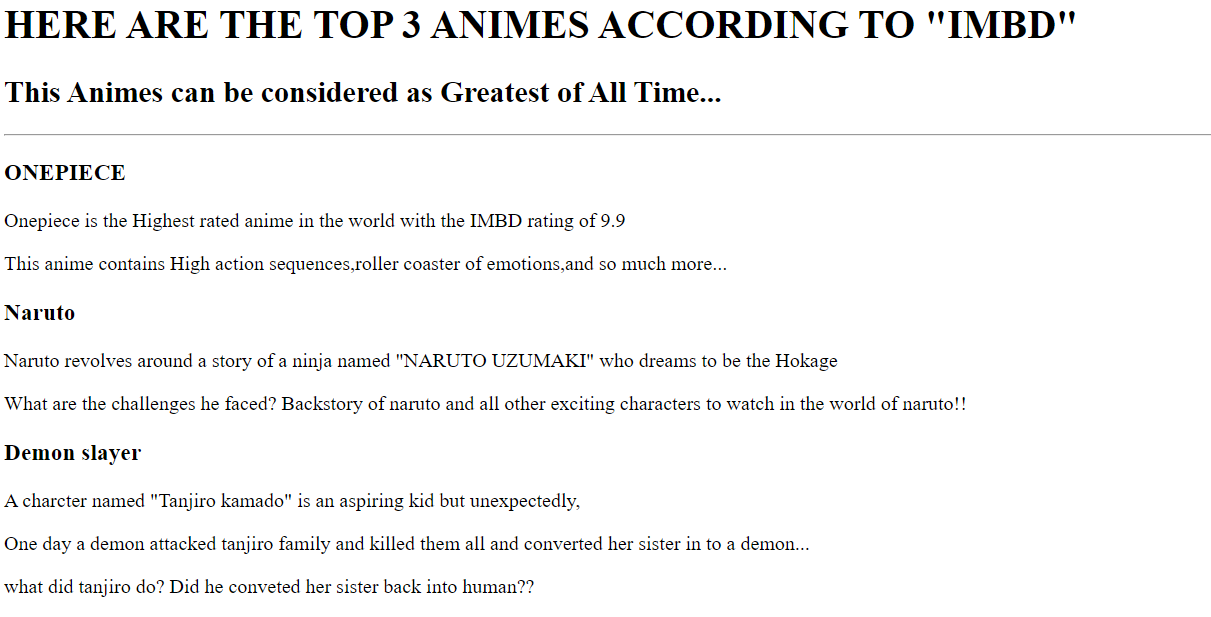 HERE ARE THE TOP 3 ANIMES ACCORDING TO "IMBD"
This Animes can be considered as Greatest of All Time...
ONEPIECE
Onepiece is the Highest rated anime in the world with the IMBD rating of 9.9
This anime contains High action sequences,roller coaster of emotions,and so much more...
Naruto
Naruto revolves around a story of a ninja named "NARUTO UZUMAKI" who dreams to be the Hokage
What are the challenges he faced? Backstory of naruto and all other exciting characters to watch in the world of naruto!!
Demon slayer
A charcter named "Tanjiro kamado" is an aspiring kid but unexpectedly,
One day a demon attacked tanjiro family and killed them all and converted her sister in to a demon...
what did tanjiro do? Did he conveted her sister back into human??